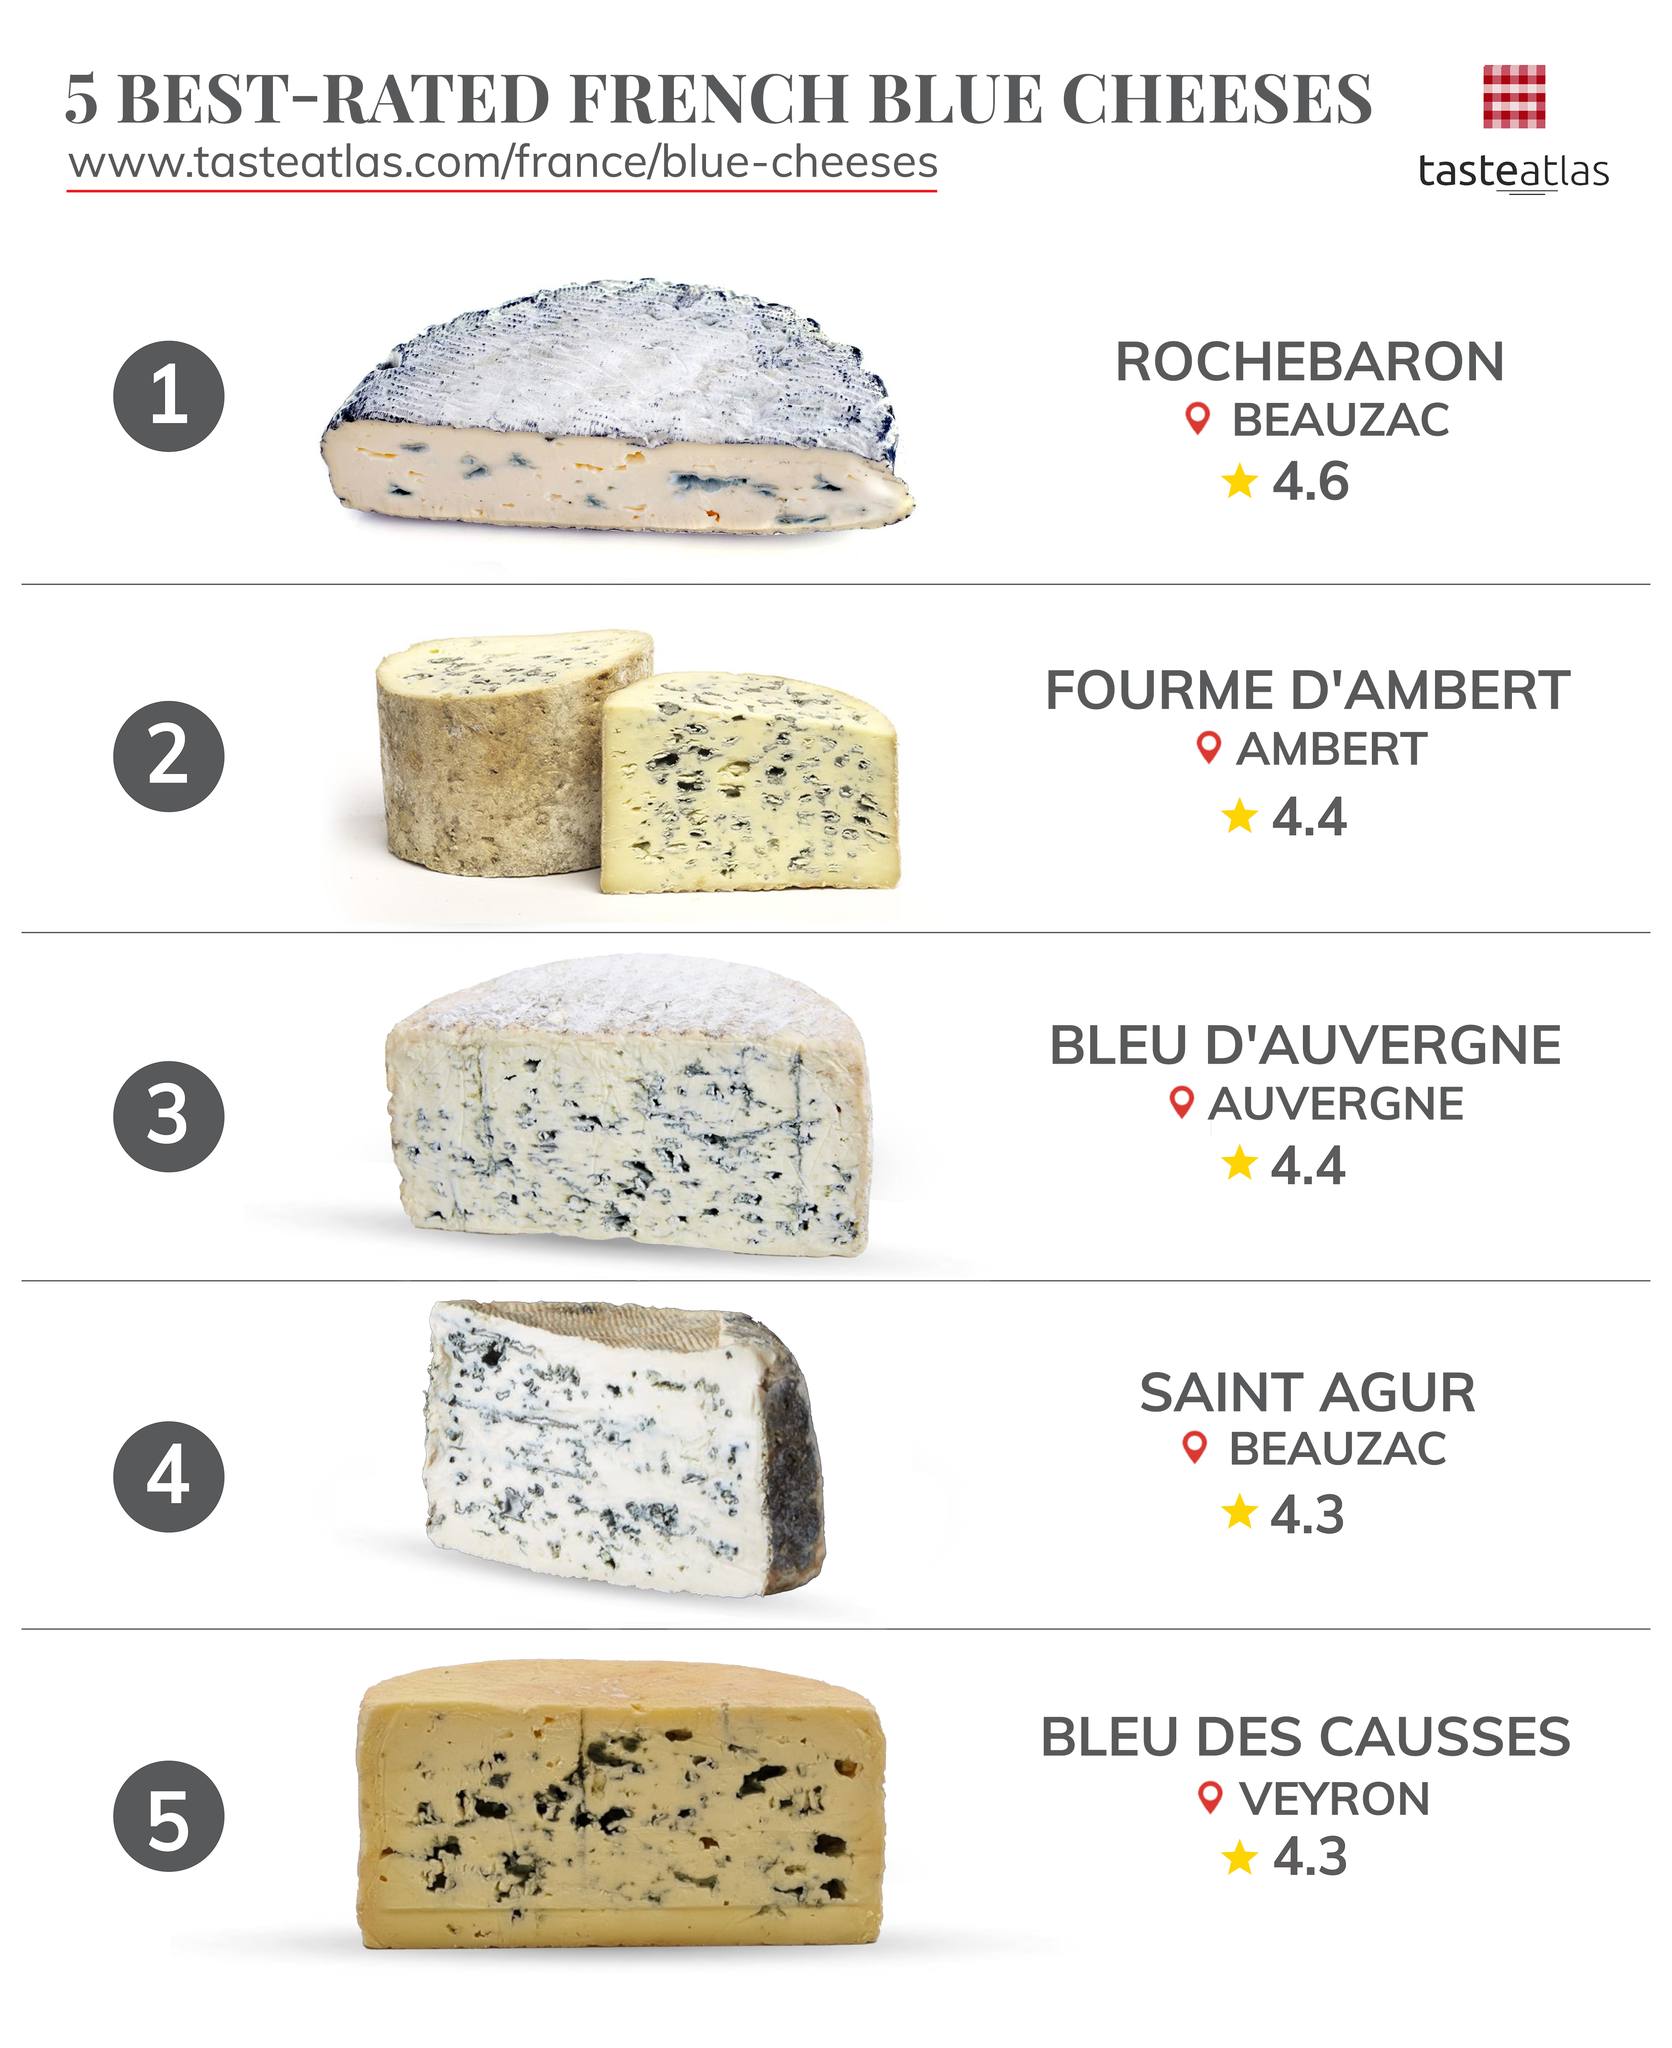 5 BEST-RATED FRENCH BLUE CHEESES
www.tasteatlas.com/france/blue-cheeses
tasteatlas
1
ROCHEBARON
BEAUZAC
4.6
2
FOURME D'AMBERT
AMBERT
4.4
3
BLEU D'AUVERGNE
AUVERGNE
4.4
4
SAINT AGUR
BEAUZAC
4.3
5
BLEU DES CAUSSES
VEYRON
4.3